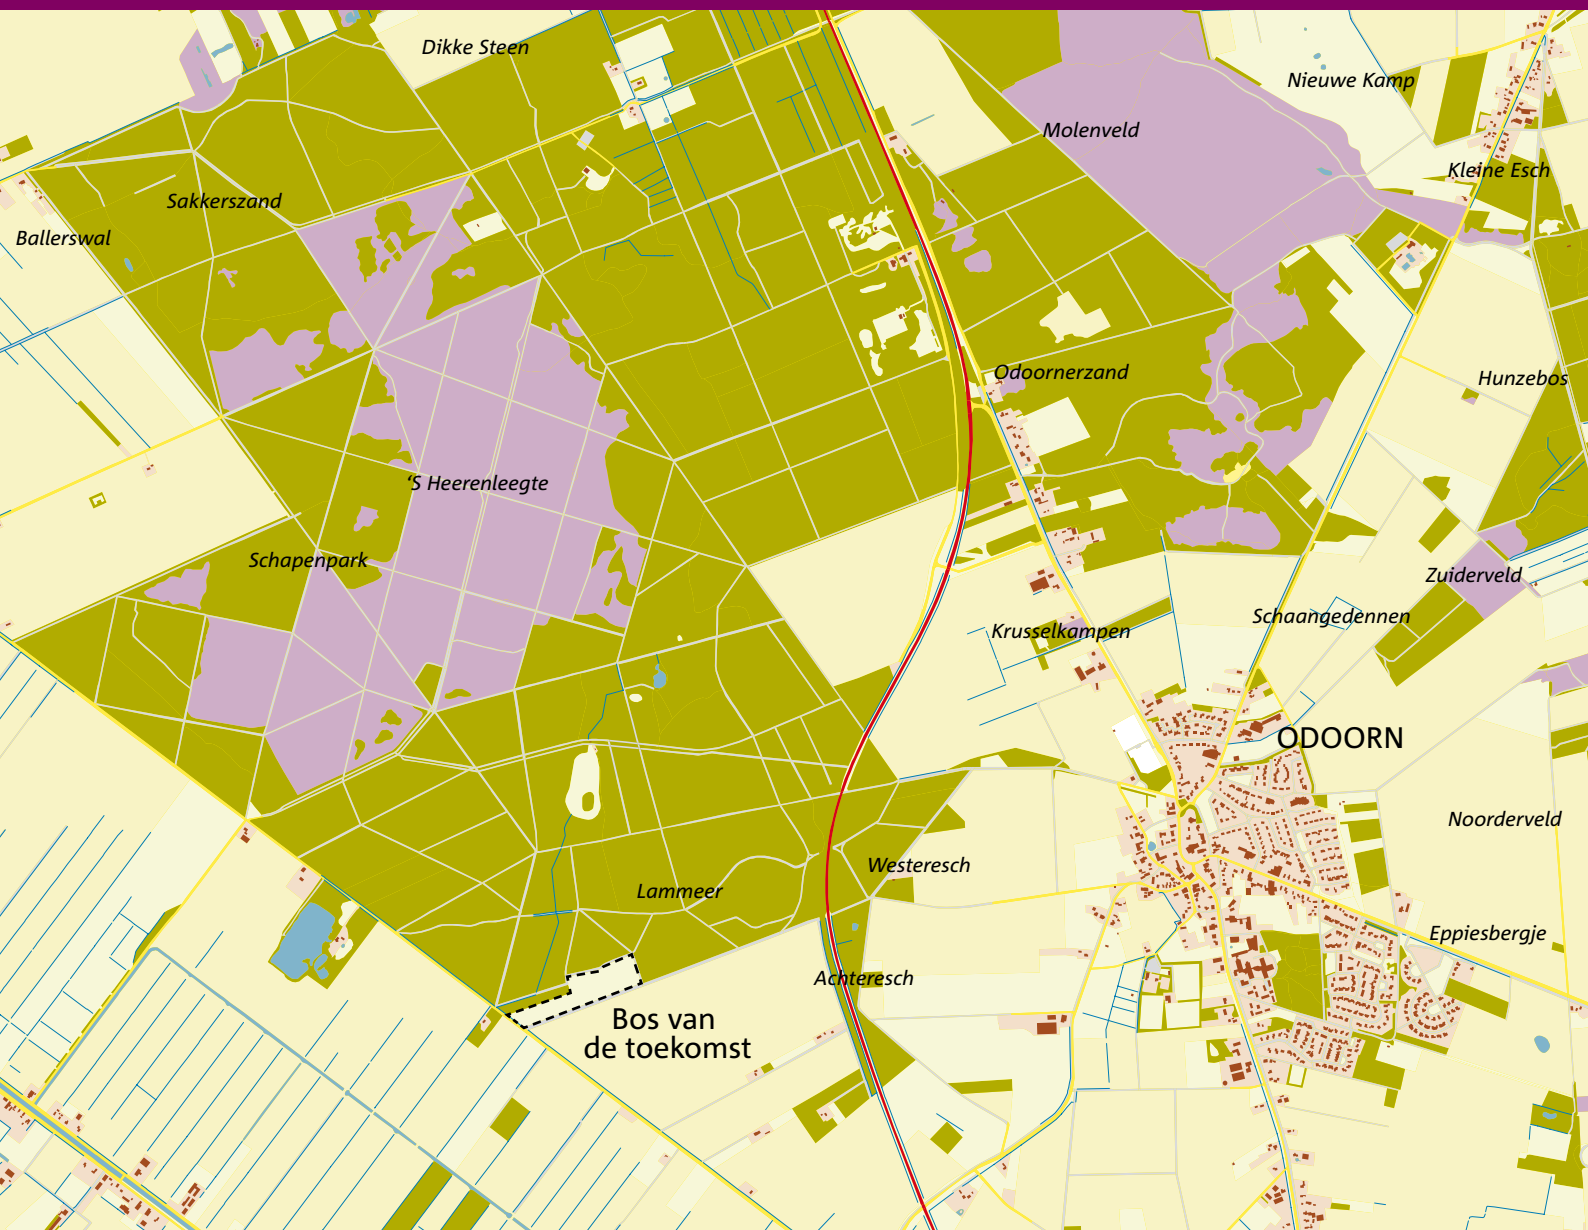 Dikke Steen
Nieuwe Kamp
Molenveld
Kleine Esch
Sakkerszand
Ballerswal
Odoornerzand
Hunzebos
‘S Heerenleegte
Schapenpark
Zuiderveld
Schaangedennen
Krusselkampen
ODOORN
Noorderveld
Westeresch
Lammeer
Eppiesbergje
Achteresch
Bos van
de toekomst